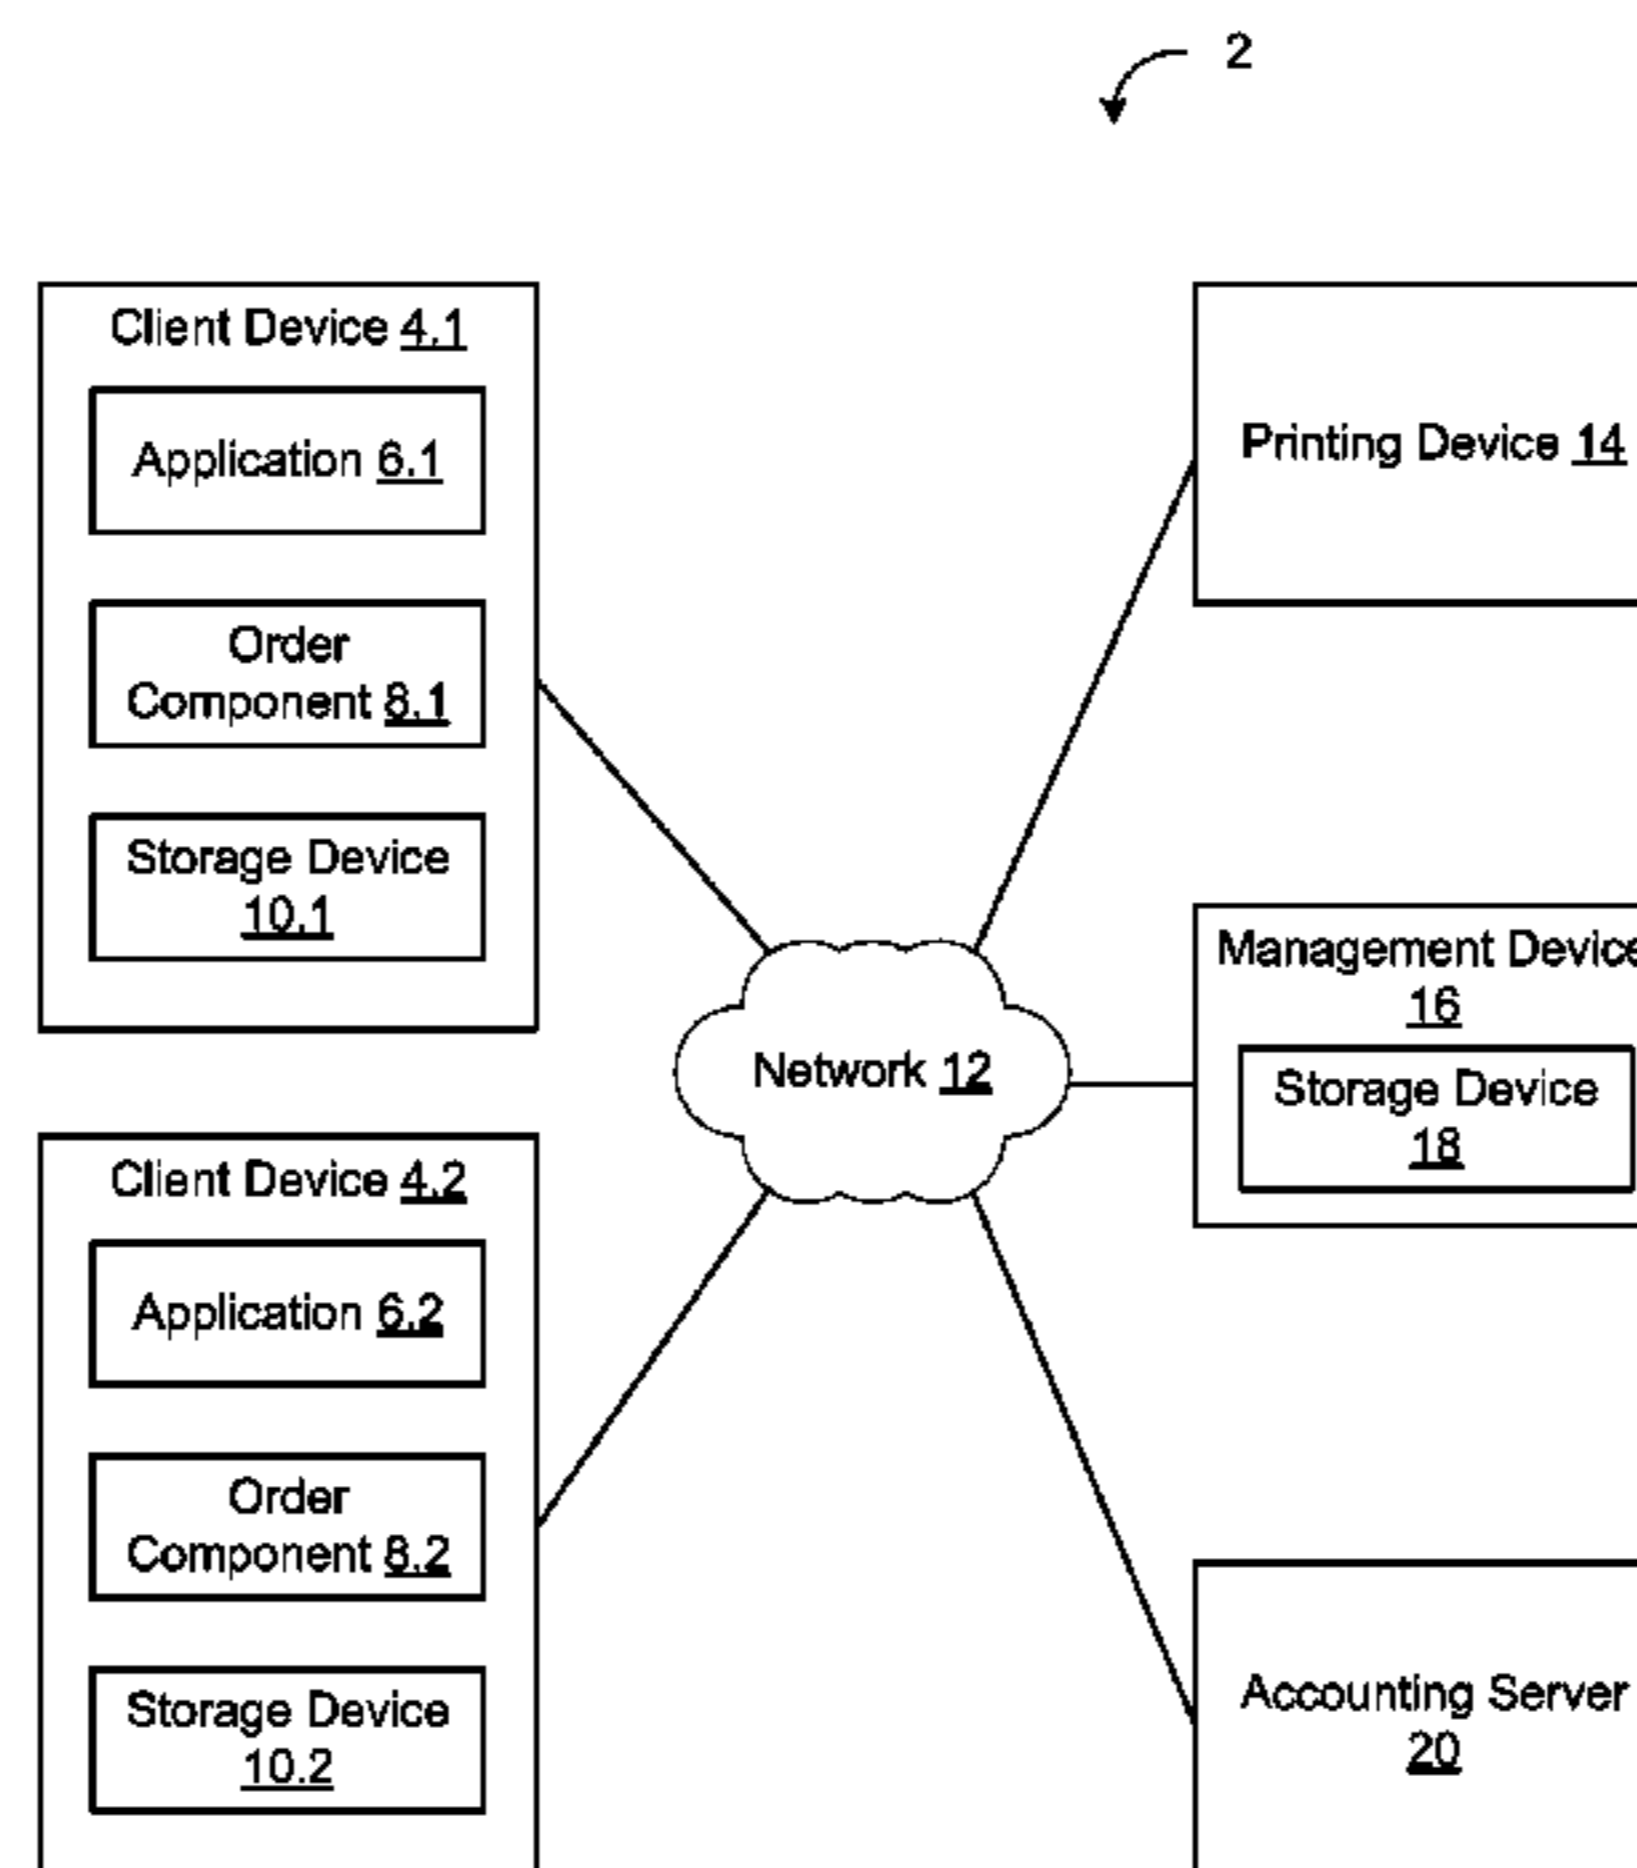 2
Client Device 4.1
Application 6.1
Order
Component 8.1
Storage Device
10.1
Client Device 4.2
Application 6.2
Order
Component 8.2
Storage Device
10.2
Network 12
Printing Device 14
Management Device
16
Storage Device
18
Accounting Server
20